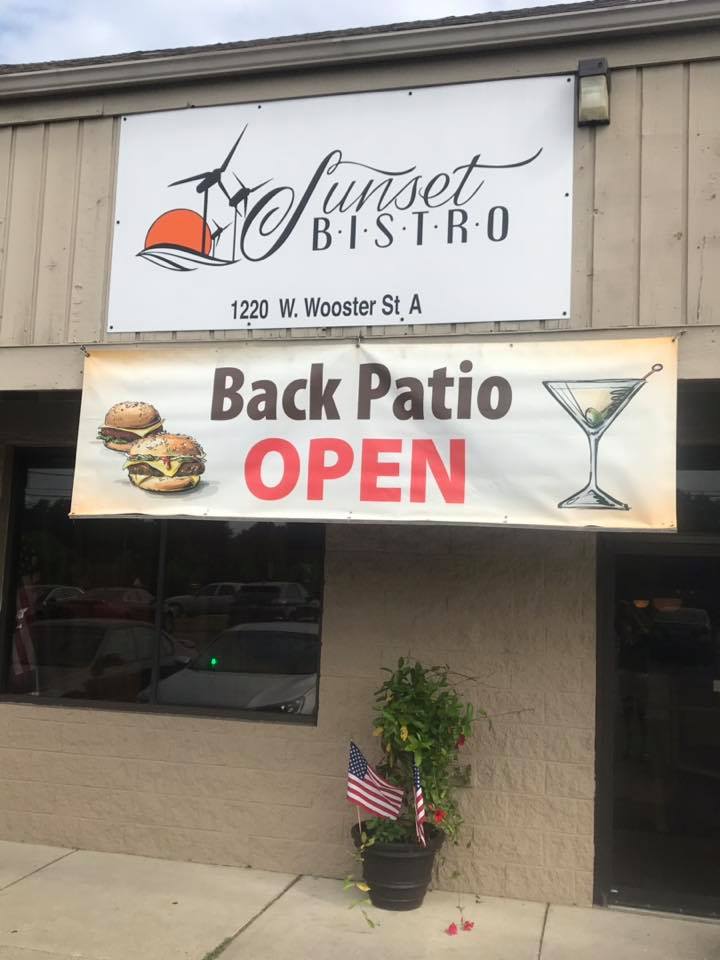 Sunset
B·I·S·T·R·O
1220 W. Wooster St A
Back Patio
OPEN